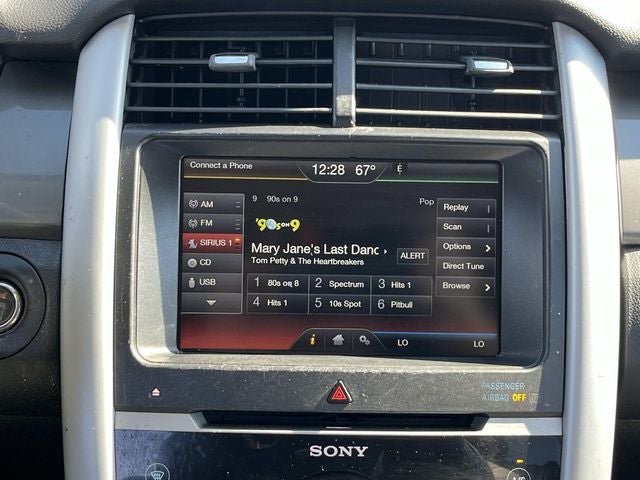 Connect a Phone 12:28 67° E
9 90s on 9 Pop
AM
FM
SIRIUS 1
CD
USB
'90s ON 9
Mary Jane's Last Danc
Tom Petty & The Heartbreakers
ALERT
1 80s on 8 2 Spectrum 3 Hits 1
4 Hits 1 5 10s Spot 6 Pitbull
Replay
Scan
Options
Direct Tune
Browse
i LO LO
PASSENGER
AIRBAG OFF
SONY
A/C